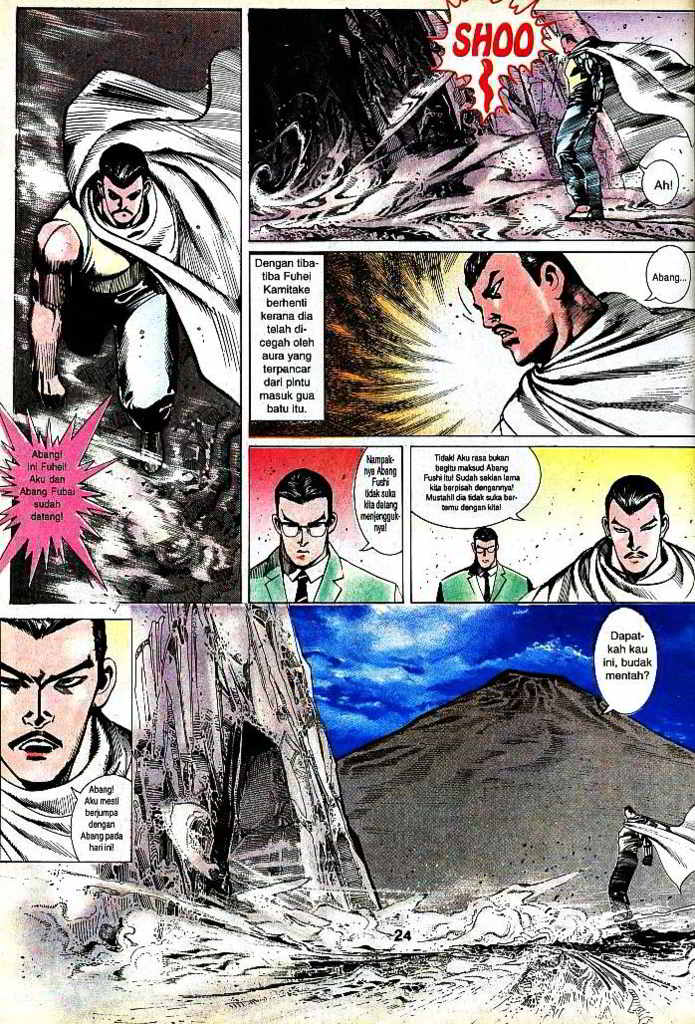 Abang!
Ini Fuhei!
Aku dan
Abang Fubai
sudah
datang!
SHOO
Ah!
Dengan tiba-
tiba Fuhei
Kamitake
berhenti
kerana dia
telah di-
cegah oleh
aura yang
terpancar
dari pintu
masuk gua
batu itu.
Abang...
Nampak-
nya Abang
Fushi
tidak suka
kita datang
menjengguk-
nya!
Tidak! Aku rasa bukan
begitu maksud Abang
Fushi itu! Sudah sekian lama
kita berpisah dengannya!
Mustahil dia tidak suka ber-
temu dengan kita!
Abang!
Aku mesti
berjumpa
dengan
Abang pada
hari ini!
Dapat-
kah kau
ini, budak
mentah?
24